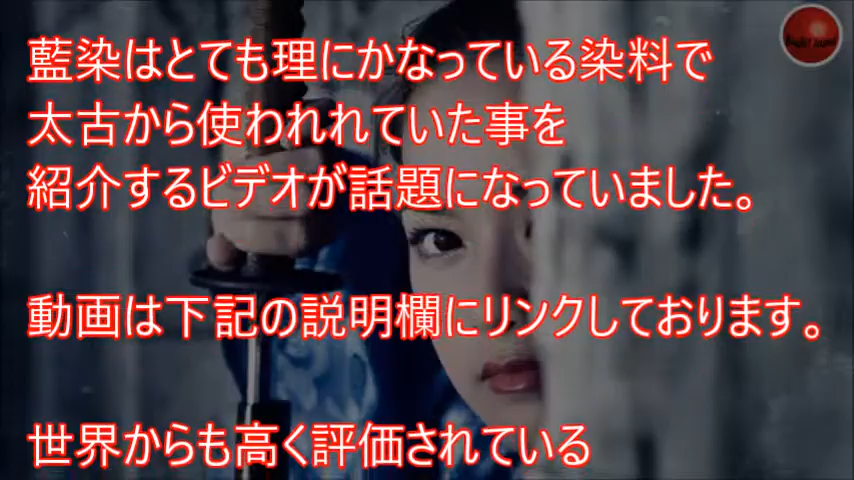 藍染はとても理にかなっている染料で
太古から使われれていた事を
紹介するビデオが話題になっていました。
動画は下記の説明欄にリンクしております。
世界からも高く評価されている